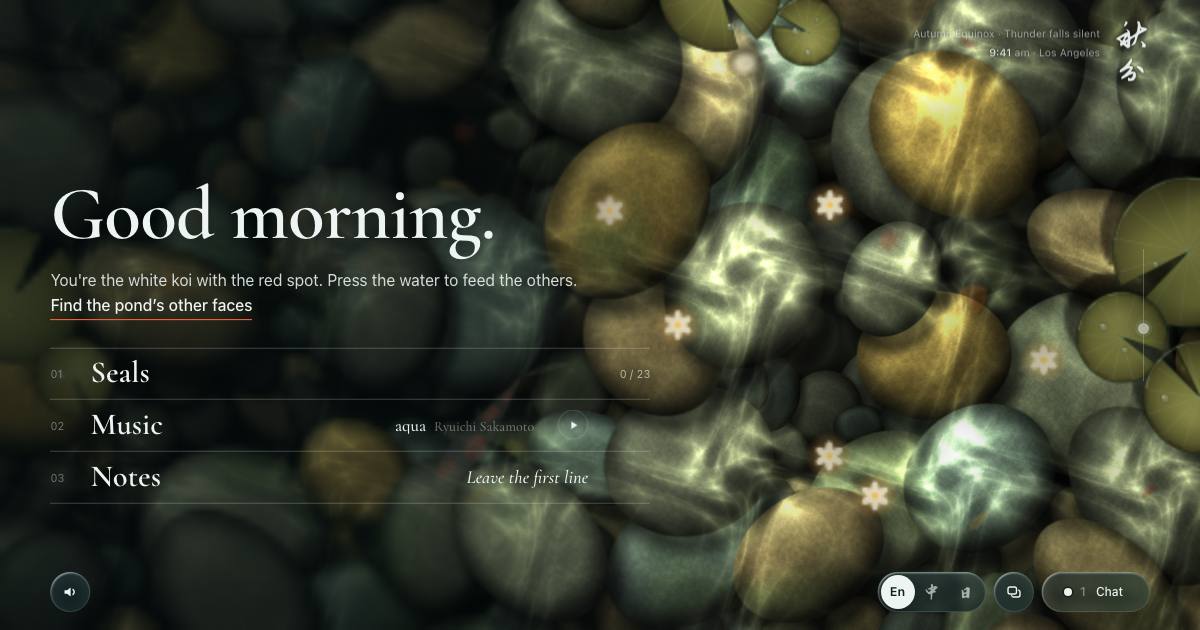 Autumn Equinox · Thunder falls silent
9:41 am · Los Angeles
秋分
Good morning.
You're the white koi with the red spot. Press the water to feed the others.
Find the pond’s other faces
01 Seals 0 / 23
02 Music aqua Ryuichi Sakamoto
03 Notes Leave the first line
En
1 Chat